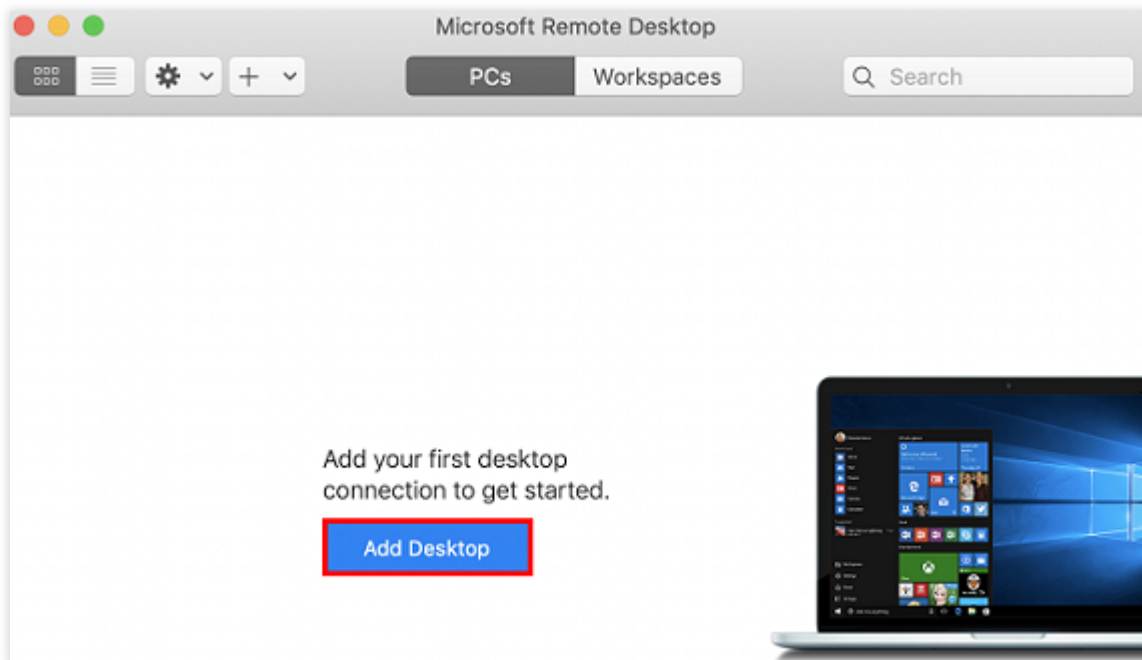 Microsoft Remote Desktop
PCs
Workspaces
Search
Add your first desktop
connection to get started.
Add Desktop